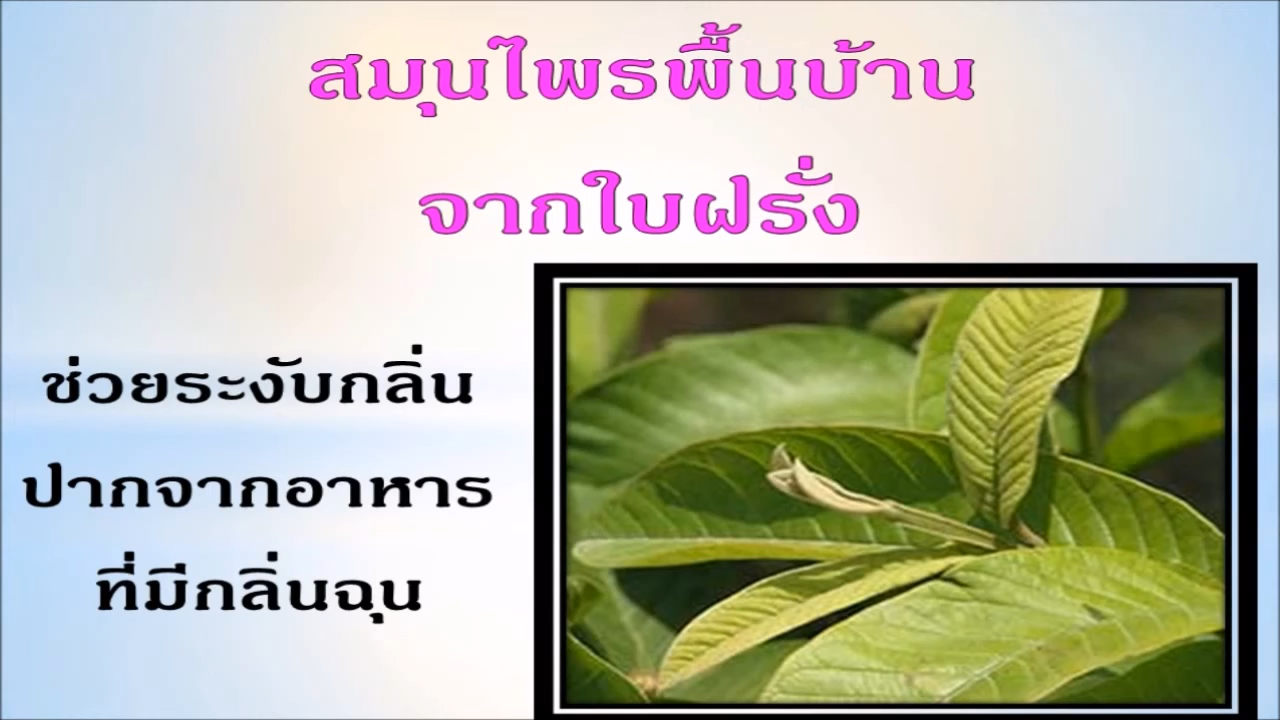 สมุนไพรพื้นบ้าน
จากใบฝรั่ง
ช่วยระงับกลิ่น
ปากจากอาหาร
ที่มีกลิ่นฉุน